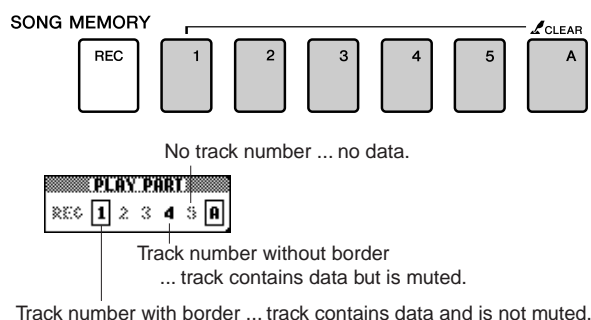 SONG MEMORY
CLEAR
REC 1 2 3 4 5 A
No track number ... no data.
PLAY PART
REC 1 2 3 4 5 A
Track number without border
... track contains data but is muted.
Track number with border ... track contains data and is not muted.